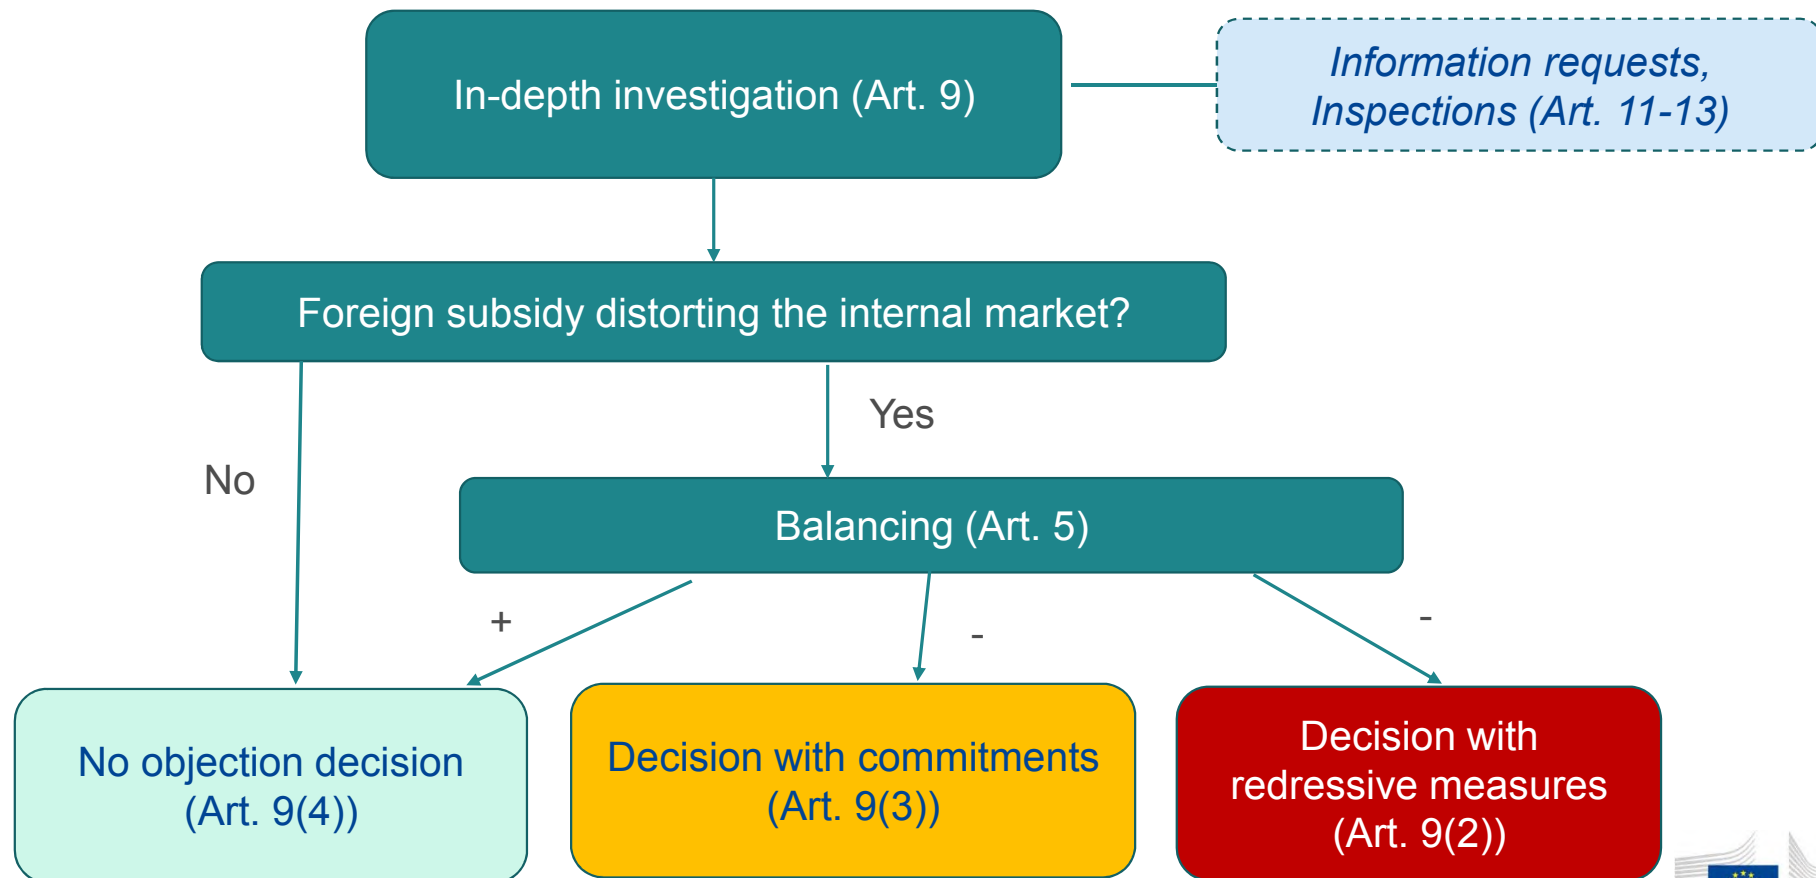 In-depth investigation (Art. 9)
Information requests,
Inspections (Art. 11-13)
Foreign subsidy distorting the internal market?
Yes
No
Balancing (Art. 5)
+
-
-
No objection decision
(Art. 9(4))
Decision with commitments
(Art. 9(3))
Decision with
redressive measures
(Art. 9(2))